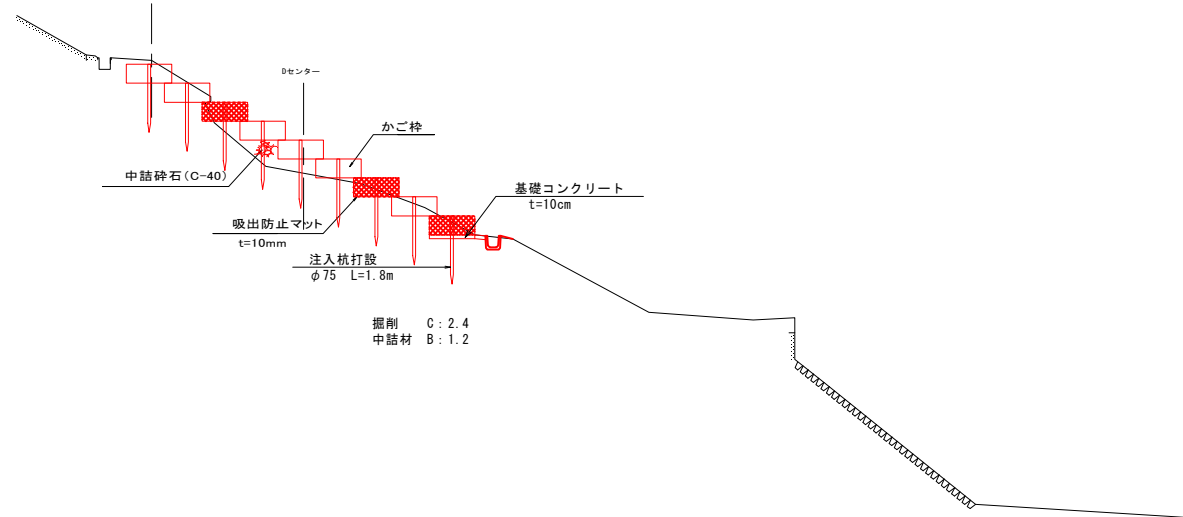 Dセンター
かご枠
中詰砕石(C-40)
基礎コンクリート
t=10cm
吸出防止マット
t=10mm
注入杭打設
φ75 L=1.8m
掘削 C:2.4
中詰材 B:1.2